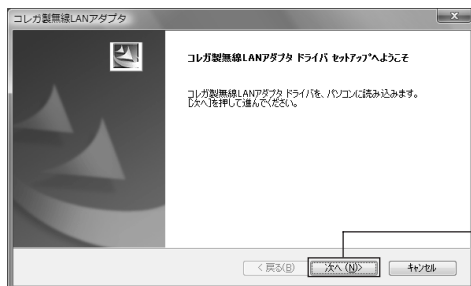 コレガ製無線LANアダプタ
コレガ製無線LANアダプタ ドライバ セットアップへようこそ
コレガ製無線LANアダプタ ドライバを、パソコンに読み込みます。
[次へ]を押して進んでください。
< 戻る(B)
次へ (N)>
キャンセル